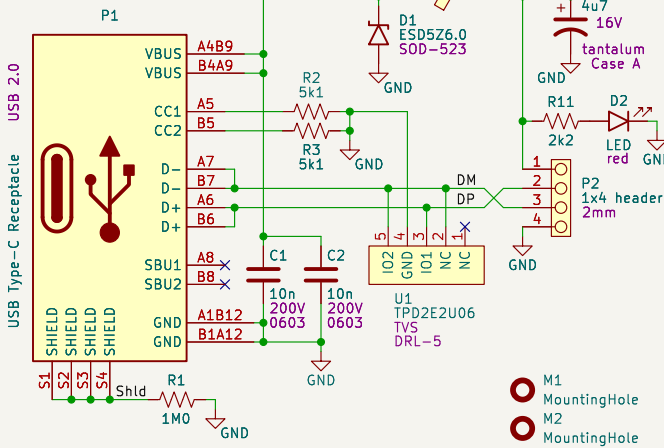 P1
USB 2.0
USB Type-C Receptacle
VBUS A4B9
VBUS B4A9
CC1 A5
CC2 B5
D- A7
D- B7
D+ A6
D+ B6
SBU1 A8
SBU2 B8
GND A1B12
GND B1A12
SHIELD SHIELD SHIELD SHIELD
S1 S2 S3 S4
Shld
R1
1M0
GND
R2
5k1
R3
5k1
GND
D1
ESD5Z6.0
SOD-523
GND
4u7
16V
tantalum
Case A
GND
R11
2k2
D2
LED
red
GND
DM
DP
1
2
3
4
P2
1x4 header
2mm
GND
C1
10n
200V
0603
C2
10n
200V
0603
GND
5 4 3 2 1
IO2 GND IO1 NC NC
U1
TPD2E2U06
TVS
DRL-5
M1
MountingHole
M2
MountingHole